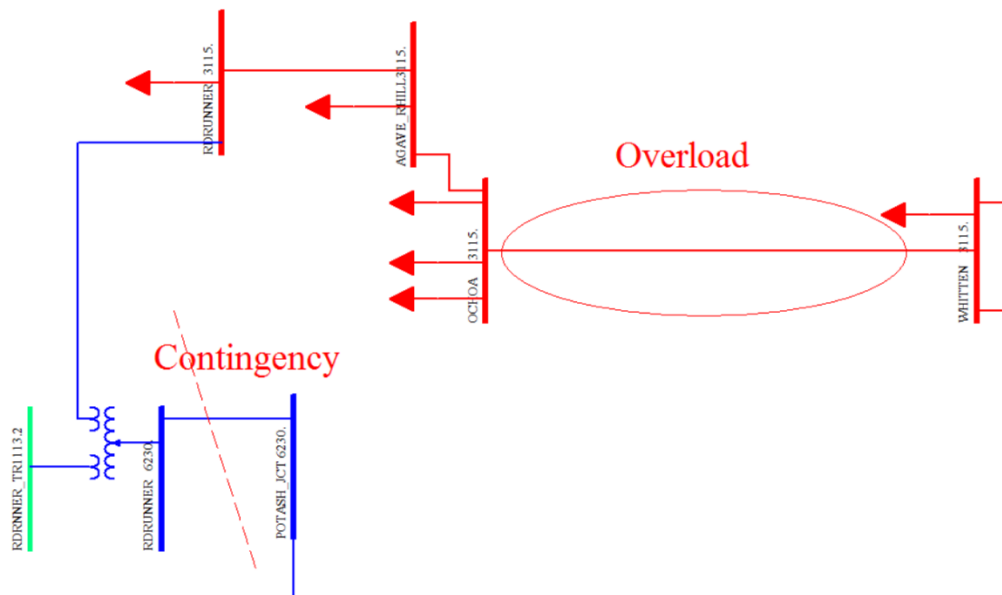 RDRUNNER 3115.
AGAVE_RHILL3115.
Overload
OCHOA 3115.
WHITTEN 3115.
Contingency
RDRNNER_TR1113.2
RDRUNNER 6230.
POTASH_JCT 6230.